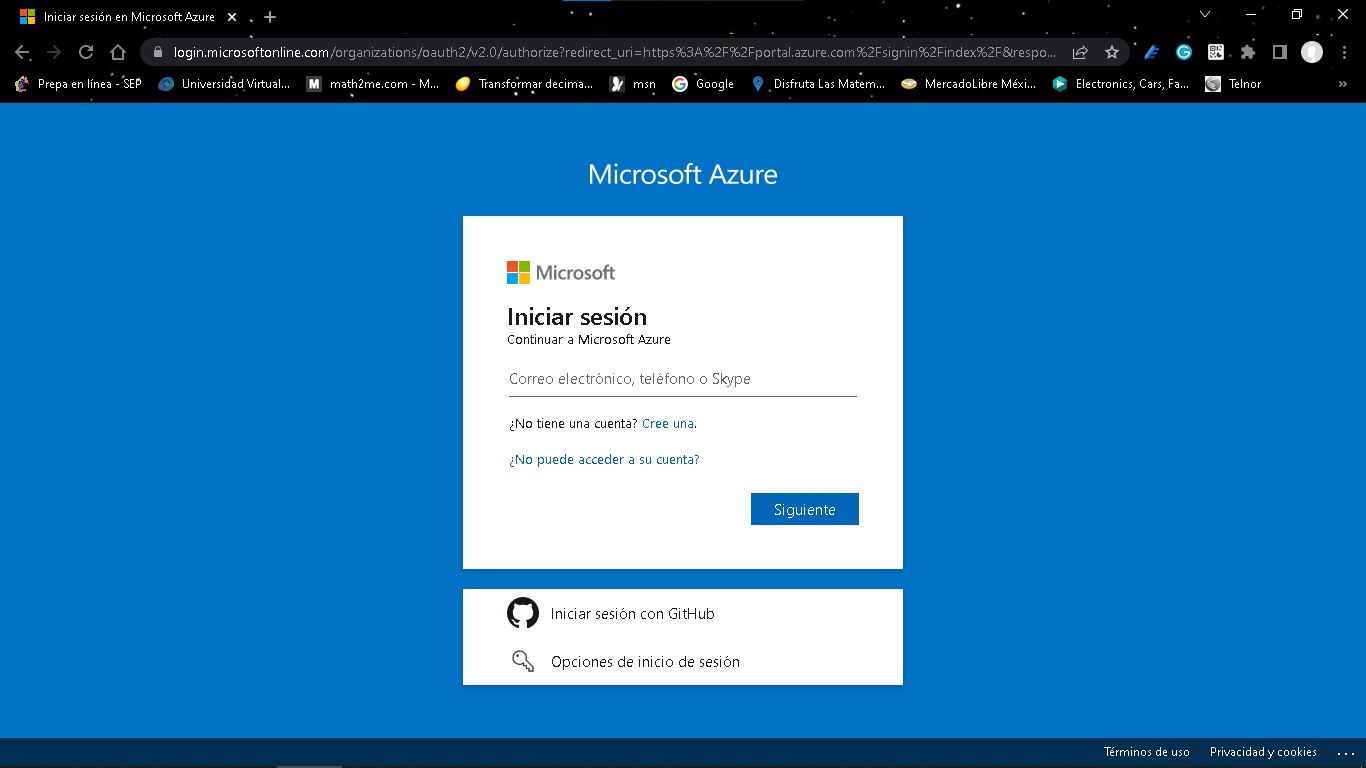 Iniciar sesión en Microsoft Azure
login.microsoftonline.com/organizations/oauth2/v2.0/authorize?redirect_uri=https%3A%2F%2Fportal.azure.com%2Fsignin%2Findex%2F&respo...
Prepa en línea - SEP Universidad Virtual... math2me.com - M... Transformar decima... msn Google Disfruta Las Matem... MercadoLibre Méxi... Electronics, Cars, Fa... Telnor »
Microsoft Azure
Microsoft
Iniciar sesión
Continuar a Microsoft Azure
Correo electrónico, teléfono o Skype
¿No tiene una cuenta? Cree una.
¿No puede acceder a su cuenta?
Siguiente
Iniciar sesión con GitHub
Opciones de inicio de sesión
Términos de uso Privacidad y cookies ...